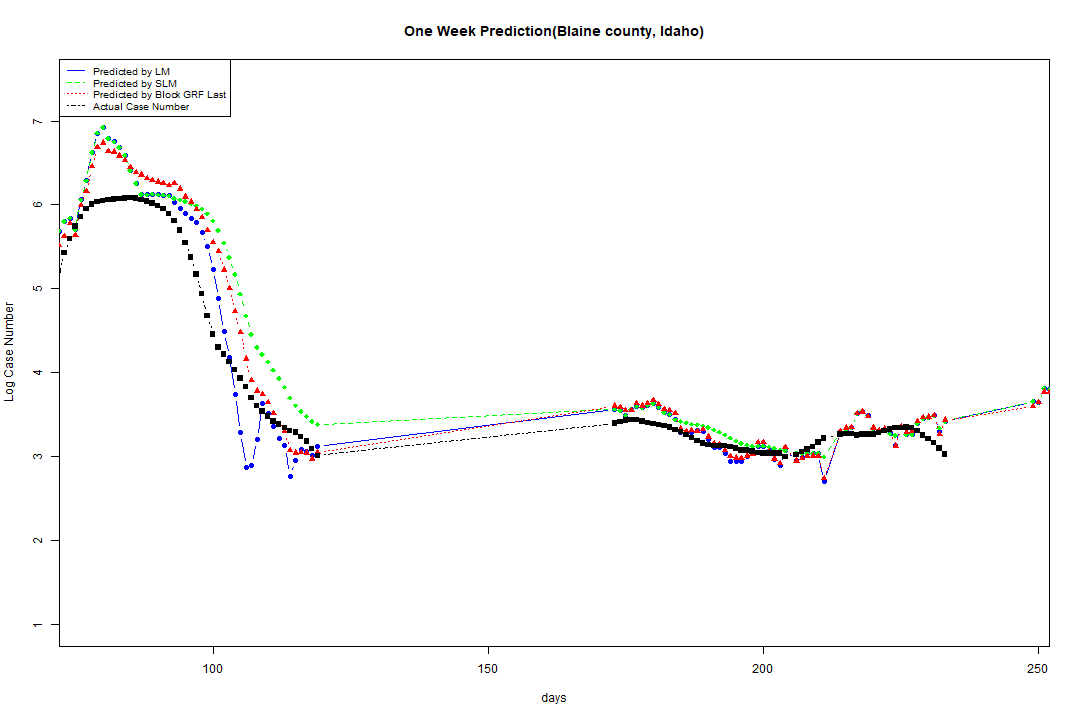 One Week Prediction(Blaine county, Idaho)
Predicted by LM
Predicted by SLM
Predicted by Block GRF Last
Actual Case Number
7
6
5
4
3
2
1
Log Case Number
100 150 200 250
days